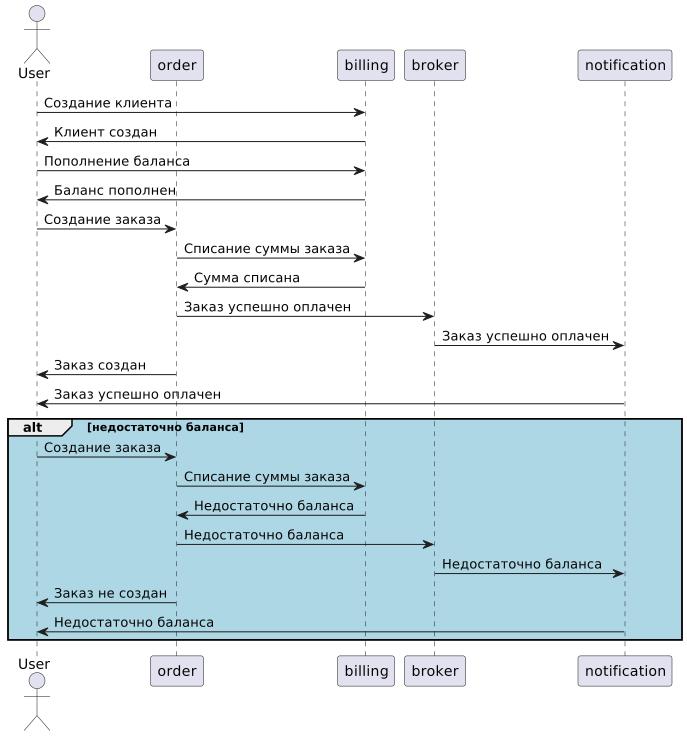 User
order
billing
broker
notification
Создание клиента
Клиент создан
Пополнение баланса
Баланс пополнен
Создание заказа
Списание суммы заказа
Сумма списана
Заказ успешно оплачен
Заказ успешно оплачен
Заказ создан
Заказ успешно оплачен
alt [недостаточно баланса]
Создание заказа
Списание суммы заказа
Недостаточно баланса
Недостаточно баланса
Недостаточно баланса
Заказ не создан
Недостаточно баланса
User
order
billing
broker
notification